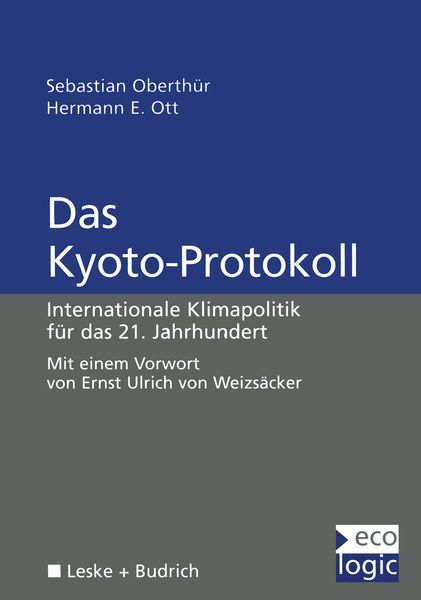 Sebastian Oberthür
Hermann E. Ott
Das
Kyoto-Protokoll
Internationale Klimapolitik
für das 21. Jahrhundert
Mit einem Vorwort
von Ernst Ulrich von Weizsäcker
eco
logic
Leske + Budrich